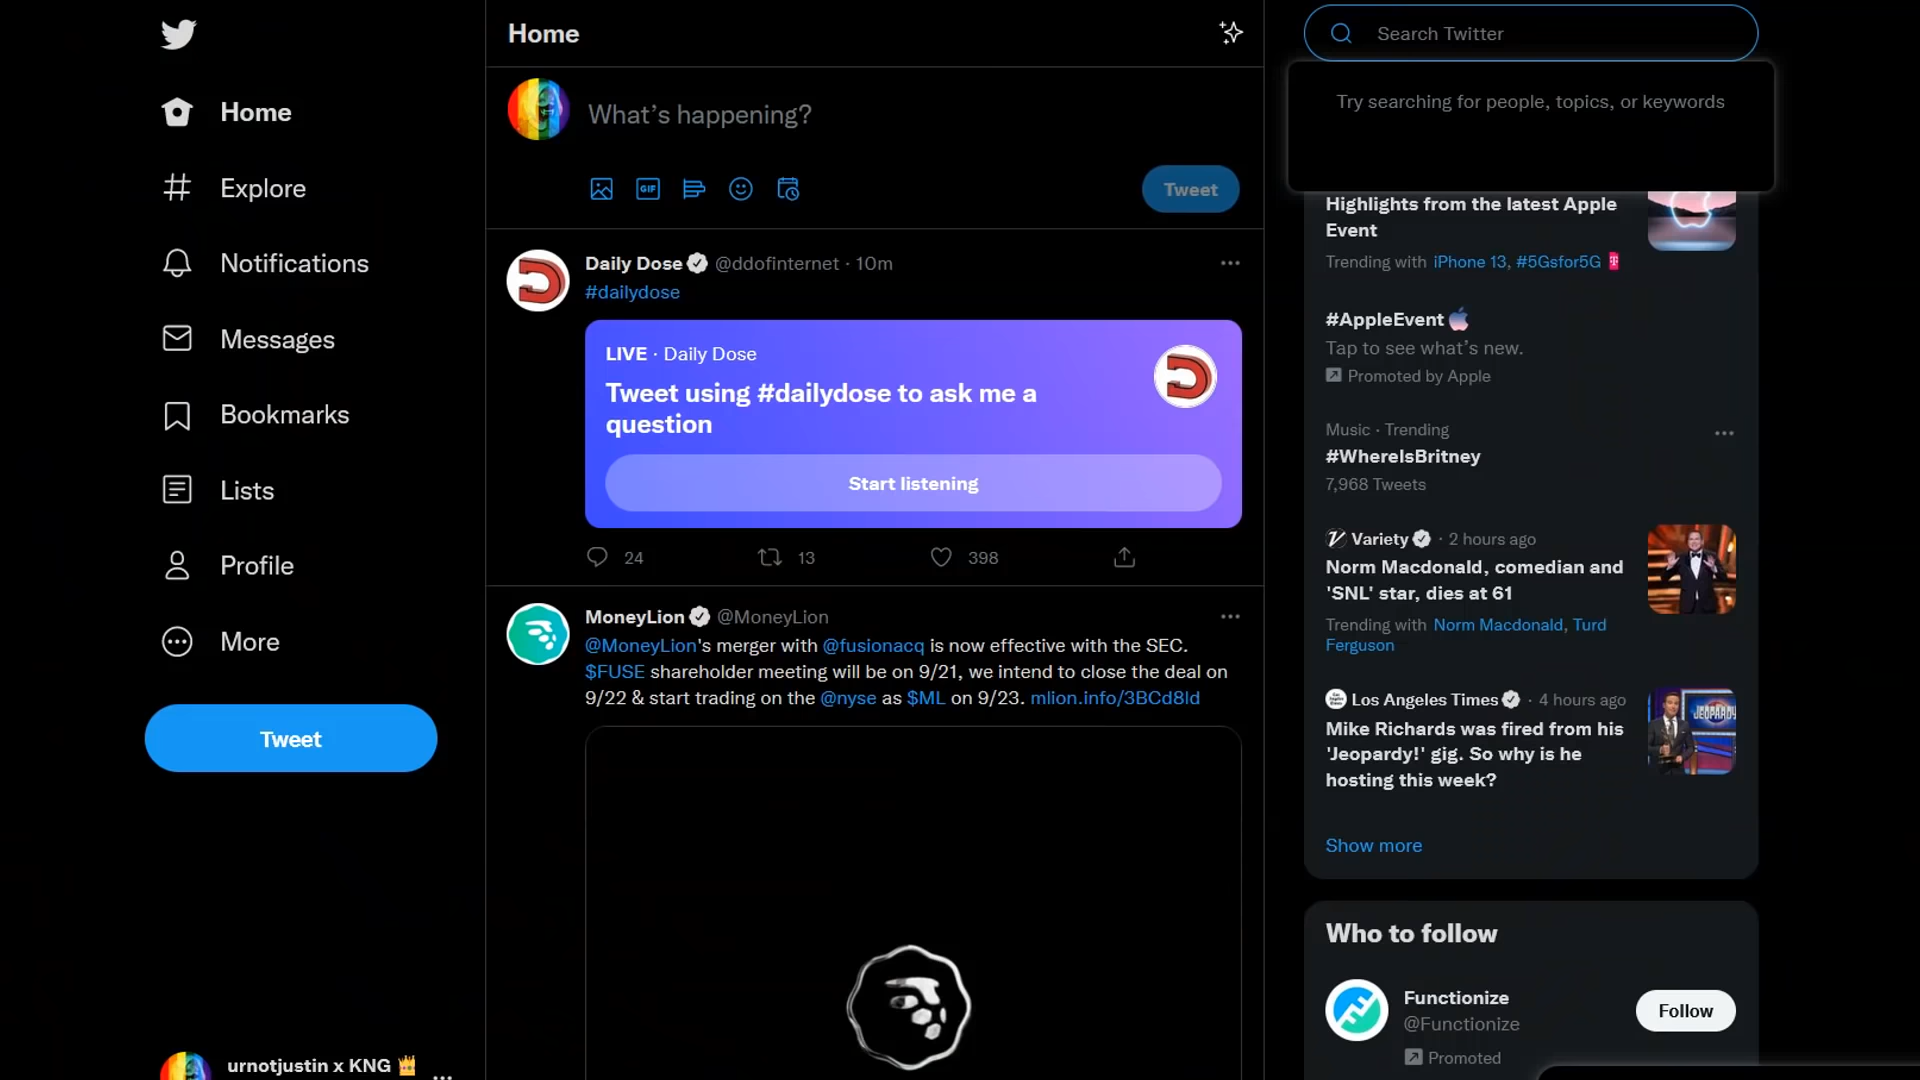 Home
Explore
Notifications
Messages
Bookmarks
Lists
Profile
More
Tweet
urnotjustin x KNG
Home
What's happening?
GIF
Tweet
Daily Dose @ddofinternet · 10m
#dailydose
LIVE · Daily Dose
Tweet using #dailydose to ask me a
question
Start listening
24 13 398
MoneyLion @MoneyLion
@MoneyLion's merger with @fusionacq is now effective with the SEC.
$FUSE shareholder meeting will be on 9/21, we intend to close the deal on
9/22 & start trading on the @nyse as $ML on 9/23. mlion.info/3BCd8ld
Search Twitter
Try searching for people, topics, or keywords
Highlights from the latest Apple
Event
Trending with iPhone 13, #5Gsfor5G
#AppleEvent
Tap to see what's new.
Promoted by Apple
Music · Trending
#WhereIsBritney
7,968 Tweets
Variety · 2 hours ago
Norm Macdonald, comedian and
'SNL' star, dies at 61
Trending with Norm Macdonald, Turd
Ferguson
Los Angeles Times · 4 hours ago
Mike Richards was fired from his
'Jeopardy!' gig. So why is he
hosting this week?
JEOPARDY
Show more
Who to follow
Functionize
@Functionize
Follow
Promoted